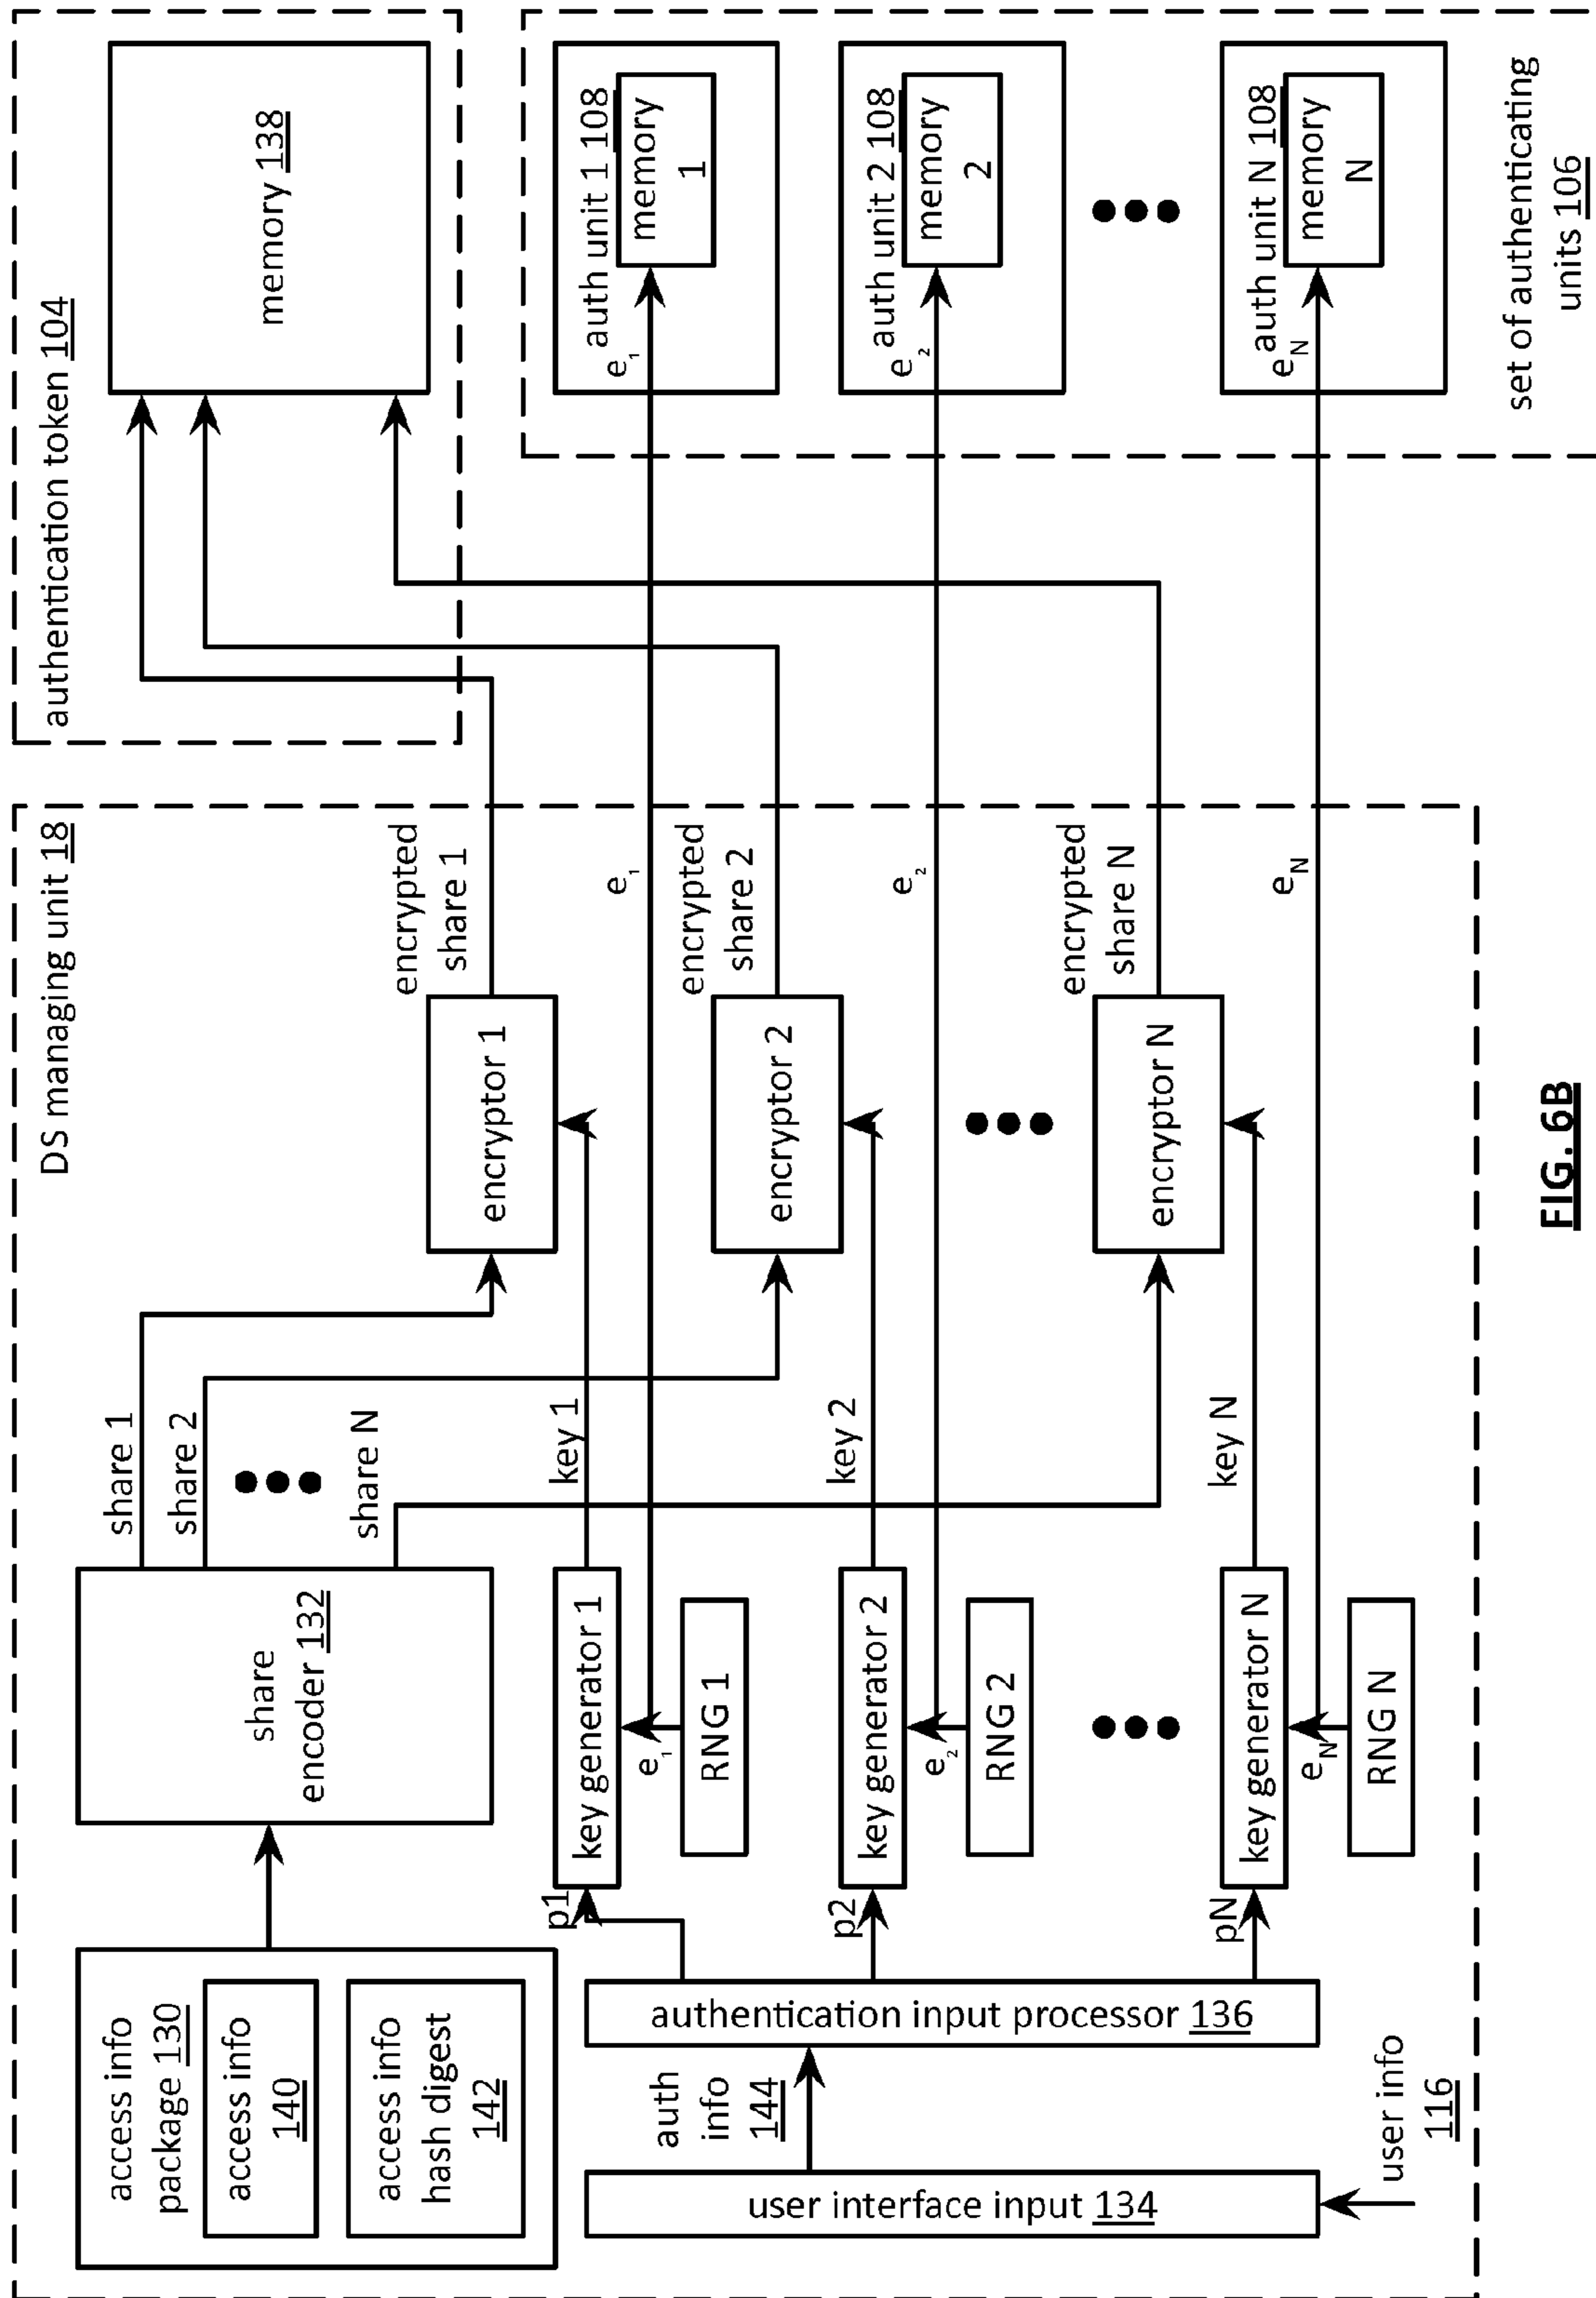 DS managing unit 18
authentication token 104
access info
package 130
access info
140
access info
hash digest
142
share
encoder 132
share 1
share 2
share N
encrypted
share 1
encryptor 1
memory 138
key generator 1
p1
key 1
e1
RNG 1
e1
e1
auth unit 1 108
memory
1
encrypted
share 2
encryptor 2
user interface input 134
auth
info 144
authentication input processor 136
p2
key generator 2
key 2
e2
RNG 2
e2
e2
auth unit 2 108
memory
2
encrypted
share N
encryptor N
pN
key generator N
key N
eN
RNG N
eN
eN
auth unit N 108
memory
N
user info
116
set of authenticating
units 106
FIG. 6B